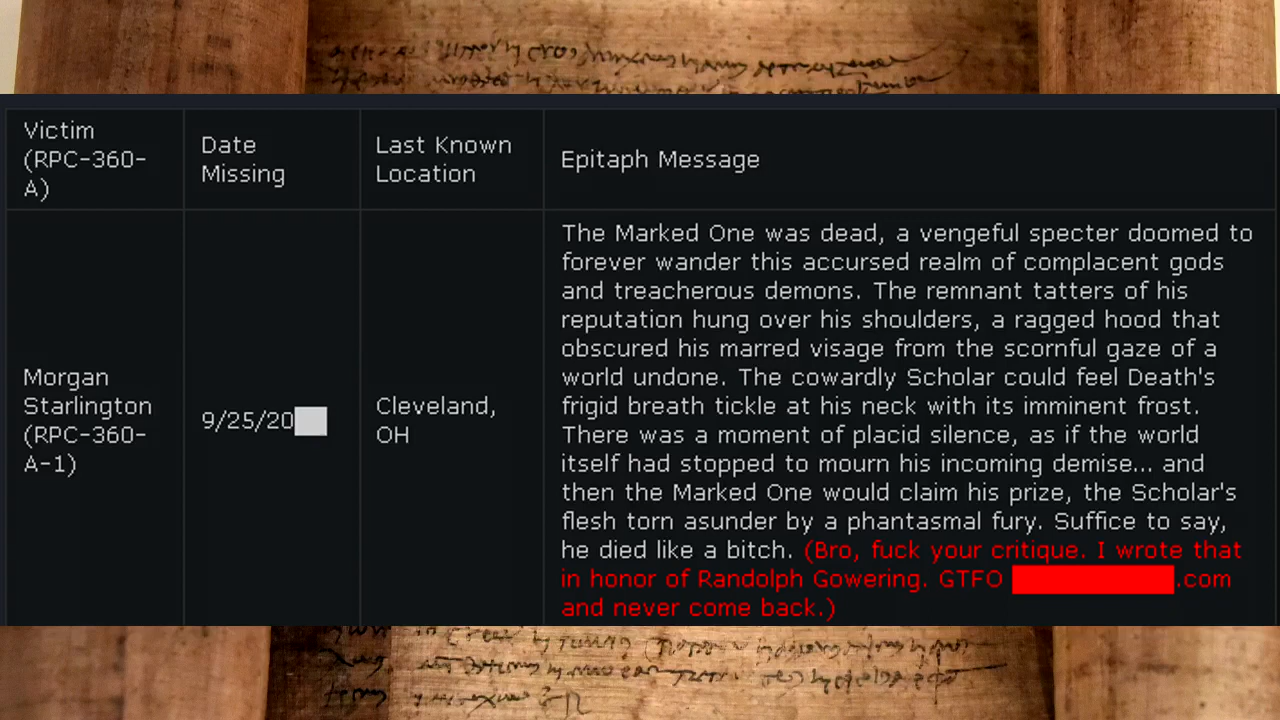 Victim
(RPC-360-
A)
Date
Missing
Last Known
Location
Epitaph Message
Morgan
Starlington
(RPC-360-
A-1)
9/25/20
Cleveland,
OH
The Marked One was dead, a vengeful specter doomed to
forever wander this accursed realm of complacent gods
and treacherous demons. The remnant tatters of his
reputation hung over his shoulders, a ragged hood that
obscured his marred visage from the scornful gaze of a
world undone. The cowardly Scholar could feel Death's
frigid breath tickle at his neck with its imminent frost.
There was a moment of placid silence, as if the world
itself had stopped to mourn his incoming demise... and
then the Marked One would claim his prize, the Scholar's
flesh torn asunder by a phantasmal fury. Suffice to say,
he died like a bitch. (Bro, fuck your critique. I wrote that
in honor of Randolph Gowering. GTFO .com
and never come back.)